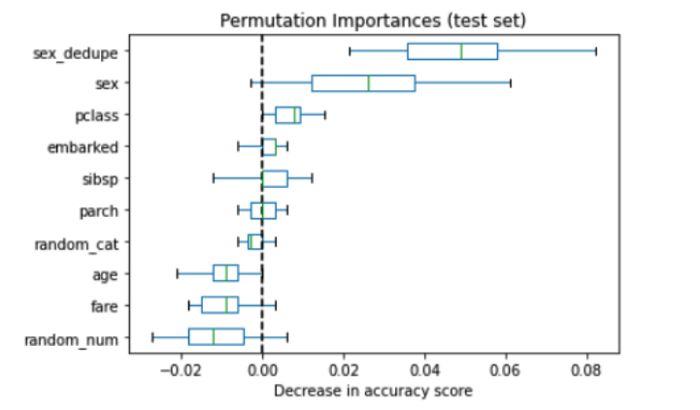 Permutation Importances (test set)
sex_dedupe
sex
pclass
embarked
sibsp
parch
random_cat
age
fare
random_num
−0.02 0.00 0.02 0.04 0.06 0.08
Decrease in accuracy score